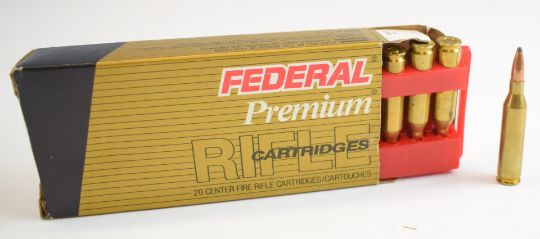 FEDERAL®
Premium®
RIFLE
CARTRIDGES
20 CENTER FIRE RIFLE CARTRIDGES/CARTOUCHES